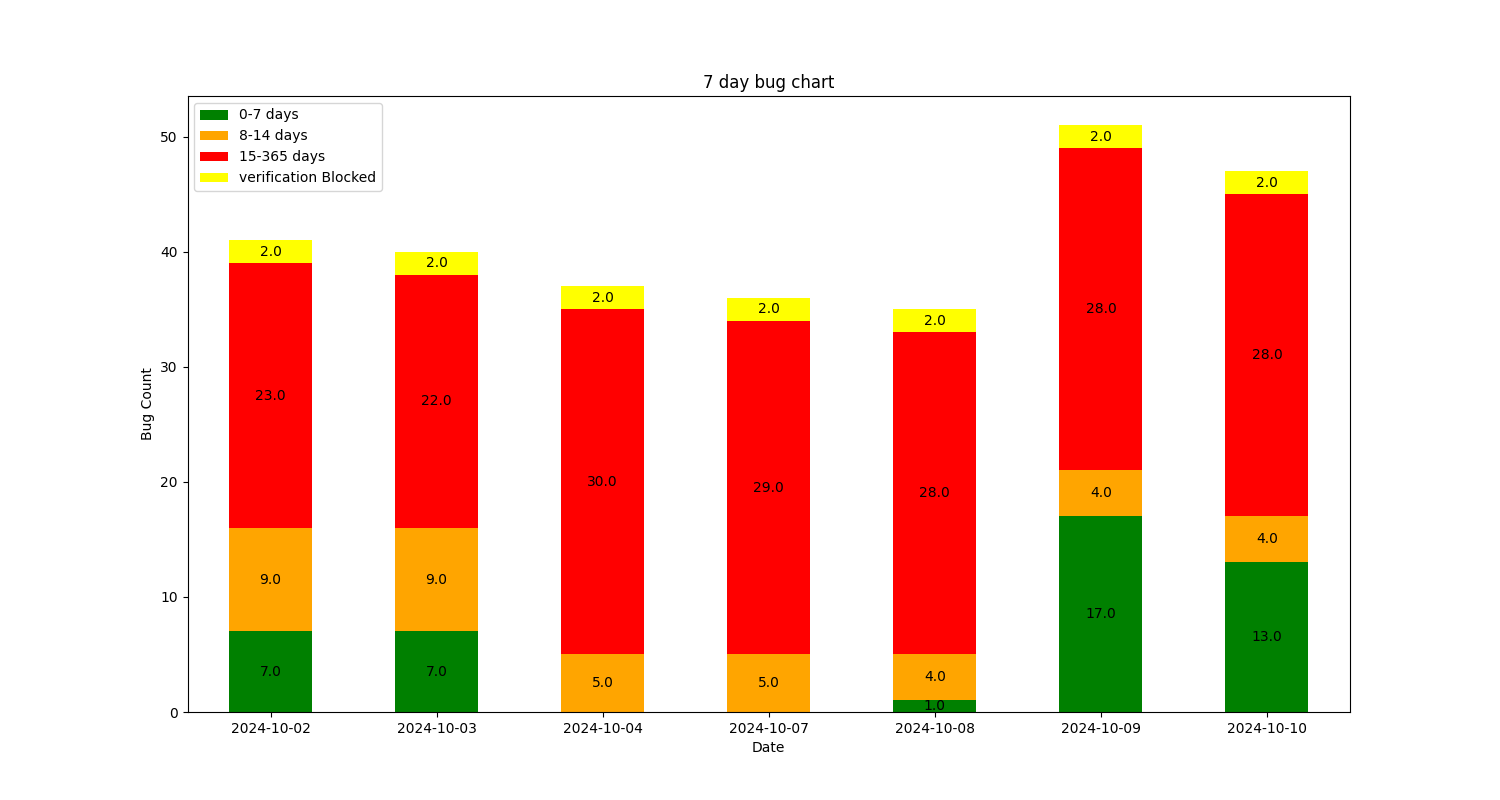 7 day bug chart
0-7 days
8-14 days
15-365 days
verification Blocked
50
40
30
20
10
0
Bug Count
2.0 2.0 2.0 2.0 2.0 2.0 2.0
23.0 22.0 30.0 29.0 28.0 28.0 28.0
9.0 9.0 5.0 5.0 4.0 4.0 4.0
7.0 7.0 1.0 17.0 13.0
2024-10-02 2024-10-03 2024-10-04 2024-10-07 2024-10-08 2024-10-09 2024-10-10
Date